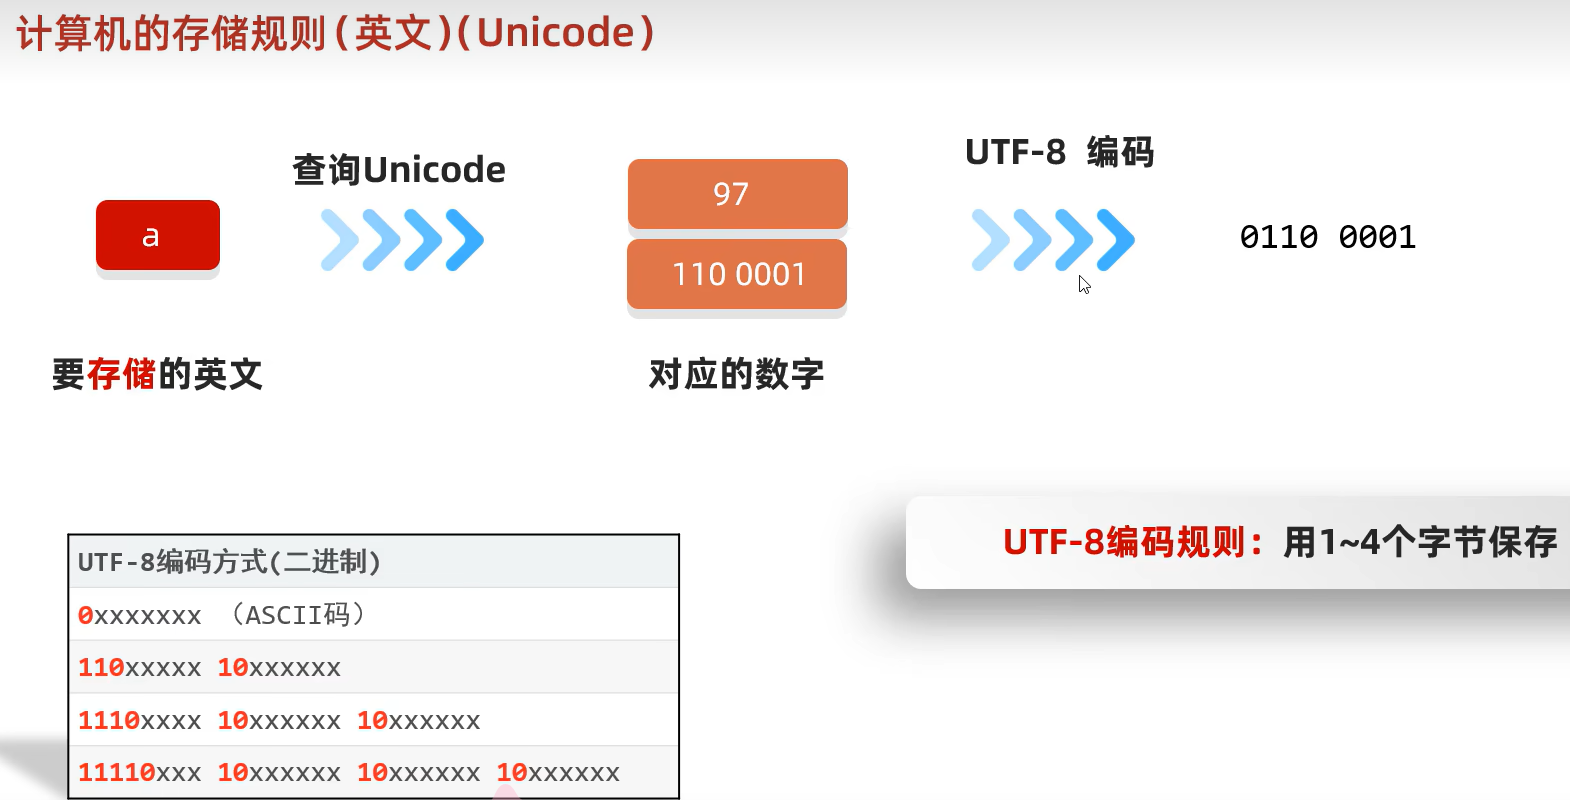 计算机的存储规则(英文)(Unicode)
查询Unicode
UTF-8 编码
a
97
110 0001
0110 0001
要存储的英文
对应的数字
UTF-8编码规则：用1~4个字节保存
UTF-8编码方式(二进制)
0xxxxxxx （ASCII码）
110xxxxx 10xxxxxx
1110xxxx 10xxxxxx 10xxxxxx
11110xxx 10xxxxxx 10xxxxxx 10xxxxxx